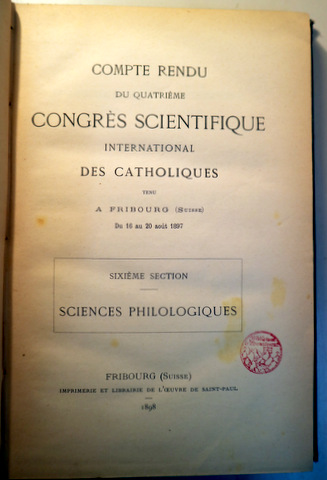 COMPTE RENDU
DU QUATRIÈME
CONGRÈS SCIENTIFIQUE
INTERNATIONAL
DES CATHOLIQUES
TENU
A FRIBOURG (SUISSE)
Du 16 au 20 août 1897
SIXIÈME SECTION
SCIENCES PHILOLOGIQUES
FRIBOURG (SUISSE)
IMPRIMERIE ET LIBRAIRIE DE L'ŒUVRE DE SAINT-PAUL
1898